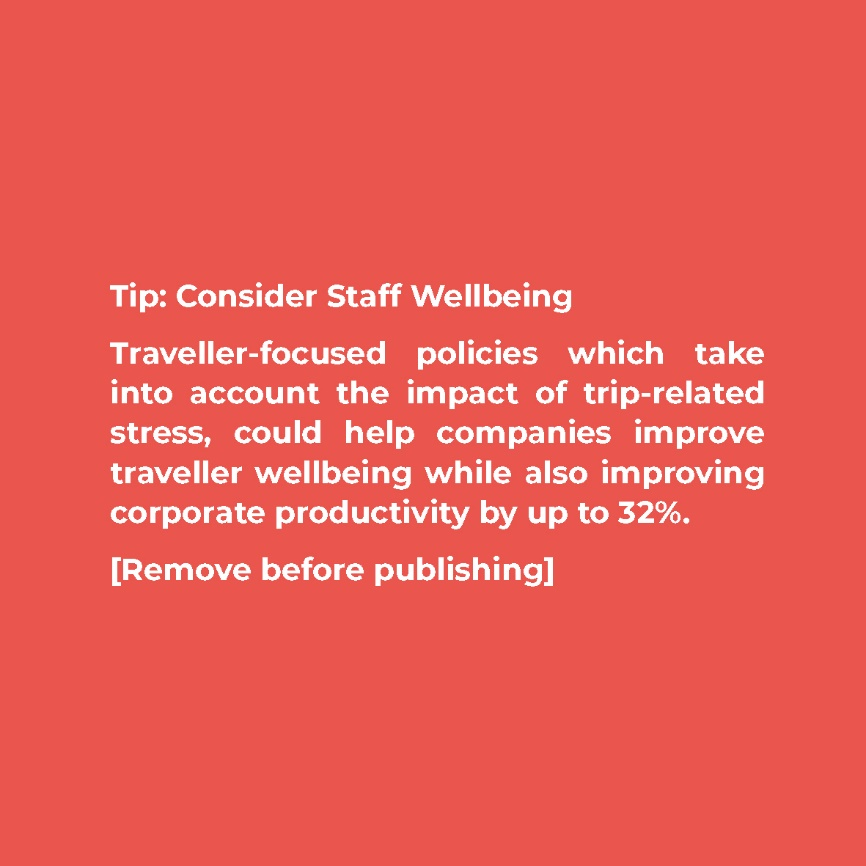 Tip: Consider Staff Wellbeing
Traveller-focused policies which take
into account the impact of trip-related
stress, could help companies improve
traveller wellbeing while also improving
corporate productivity by up to 32%.
[Remove before publishing]